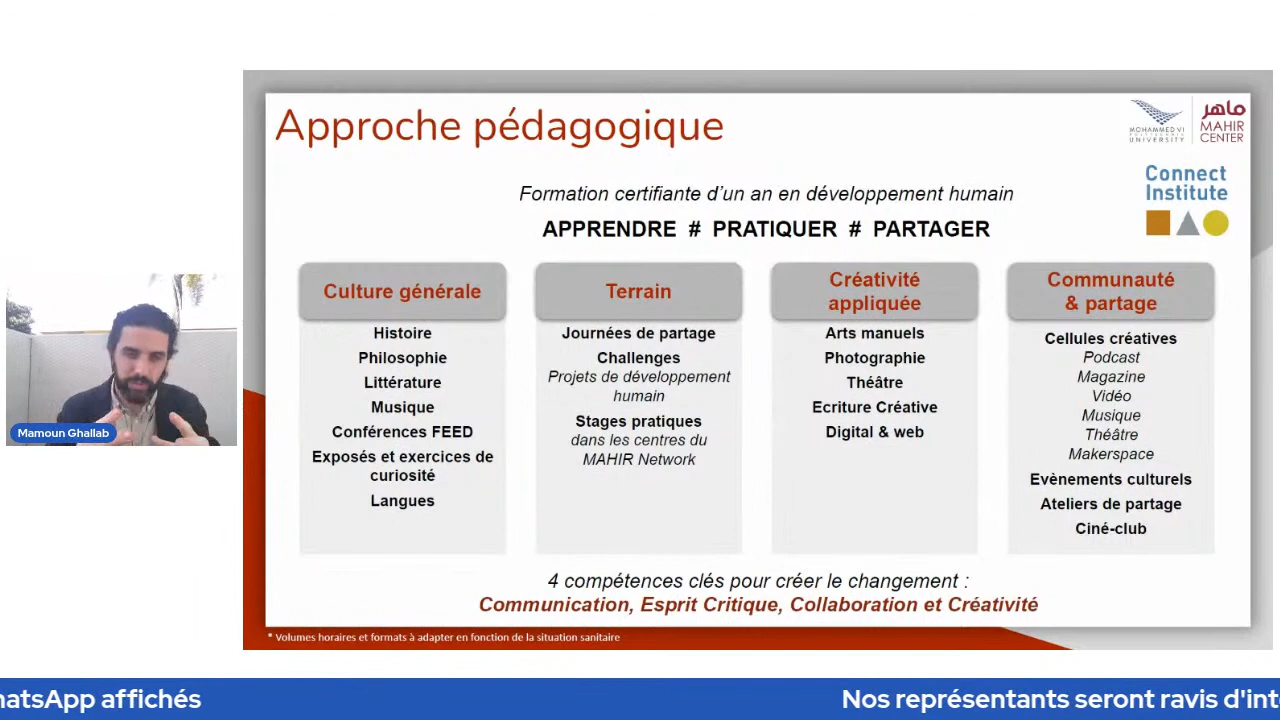 Approche pédagogique
MOHAMMED VI
POLYTECHNIC
UNIVERSITY
ماهر
MAHIR
CENTER
Connect
Institute
Formation certifiante d’un an en développement humain
APPRENDRE # PRATIQUER # PARTAGER
Culture générale
Histoire
Philosophie
Littérature
Musique
Conférences FEED
Exposés et exercices de
curiosité
Langues
Terrain
Journées de partage
Challenges
Projets de développement
humain
Stages pratiques
dans les centres du
MAHIR Network
Créativité
appliquée
Arts manuels
Photographie
Théâtre
Ecriture Créative
Digital & web
Communauté
& partage
Cellules créatives
Podcast
Magazine
Vidéo
Musique
Théâtre
Makerspace
Evènements culturels
Ateliers de partage
Ciné-club
4 compétences clés pour créer le changement :
Communication, Esprit Critique, Collaboration et Créativité
* Volumes horaires et formats à adapter en fonction de la situation sanitaire
Mamoun Ghallab
hatsApp affichés
Nos représentants seront ravis d'int